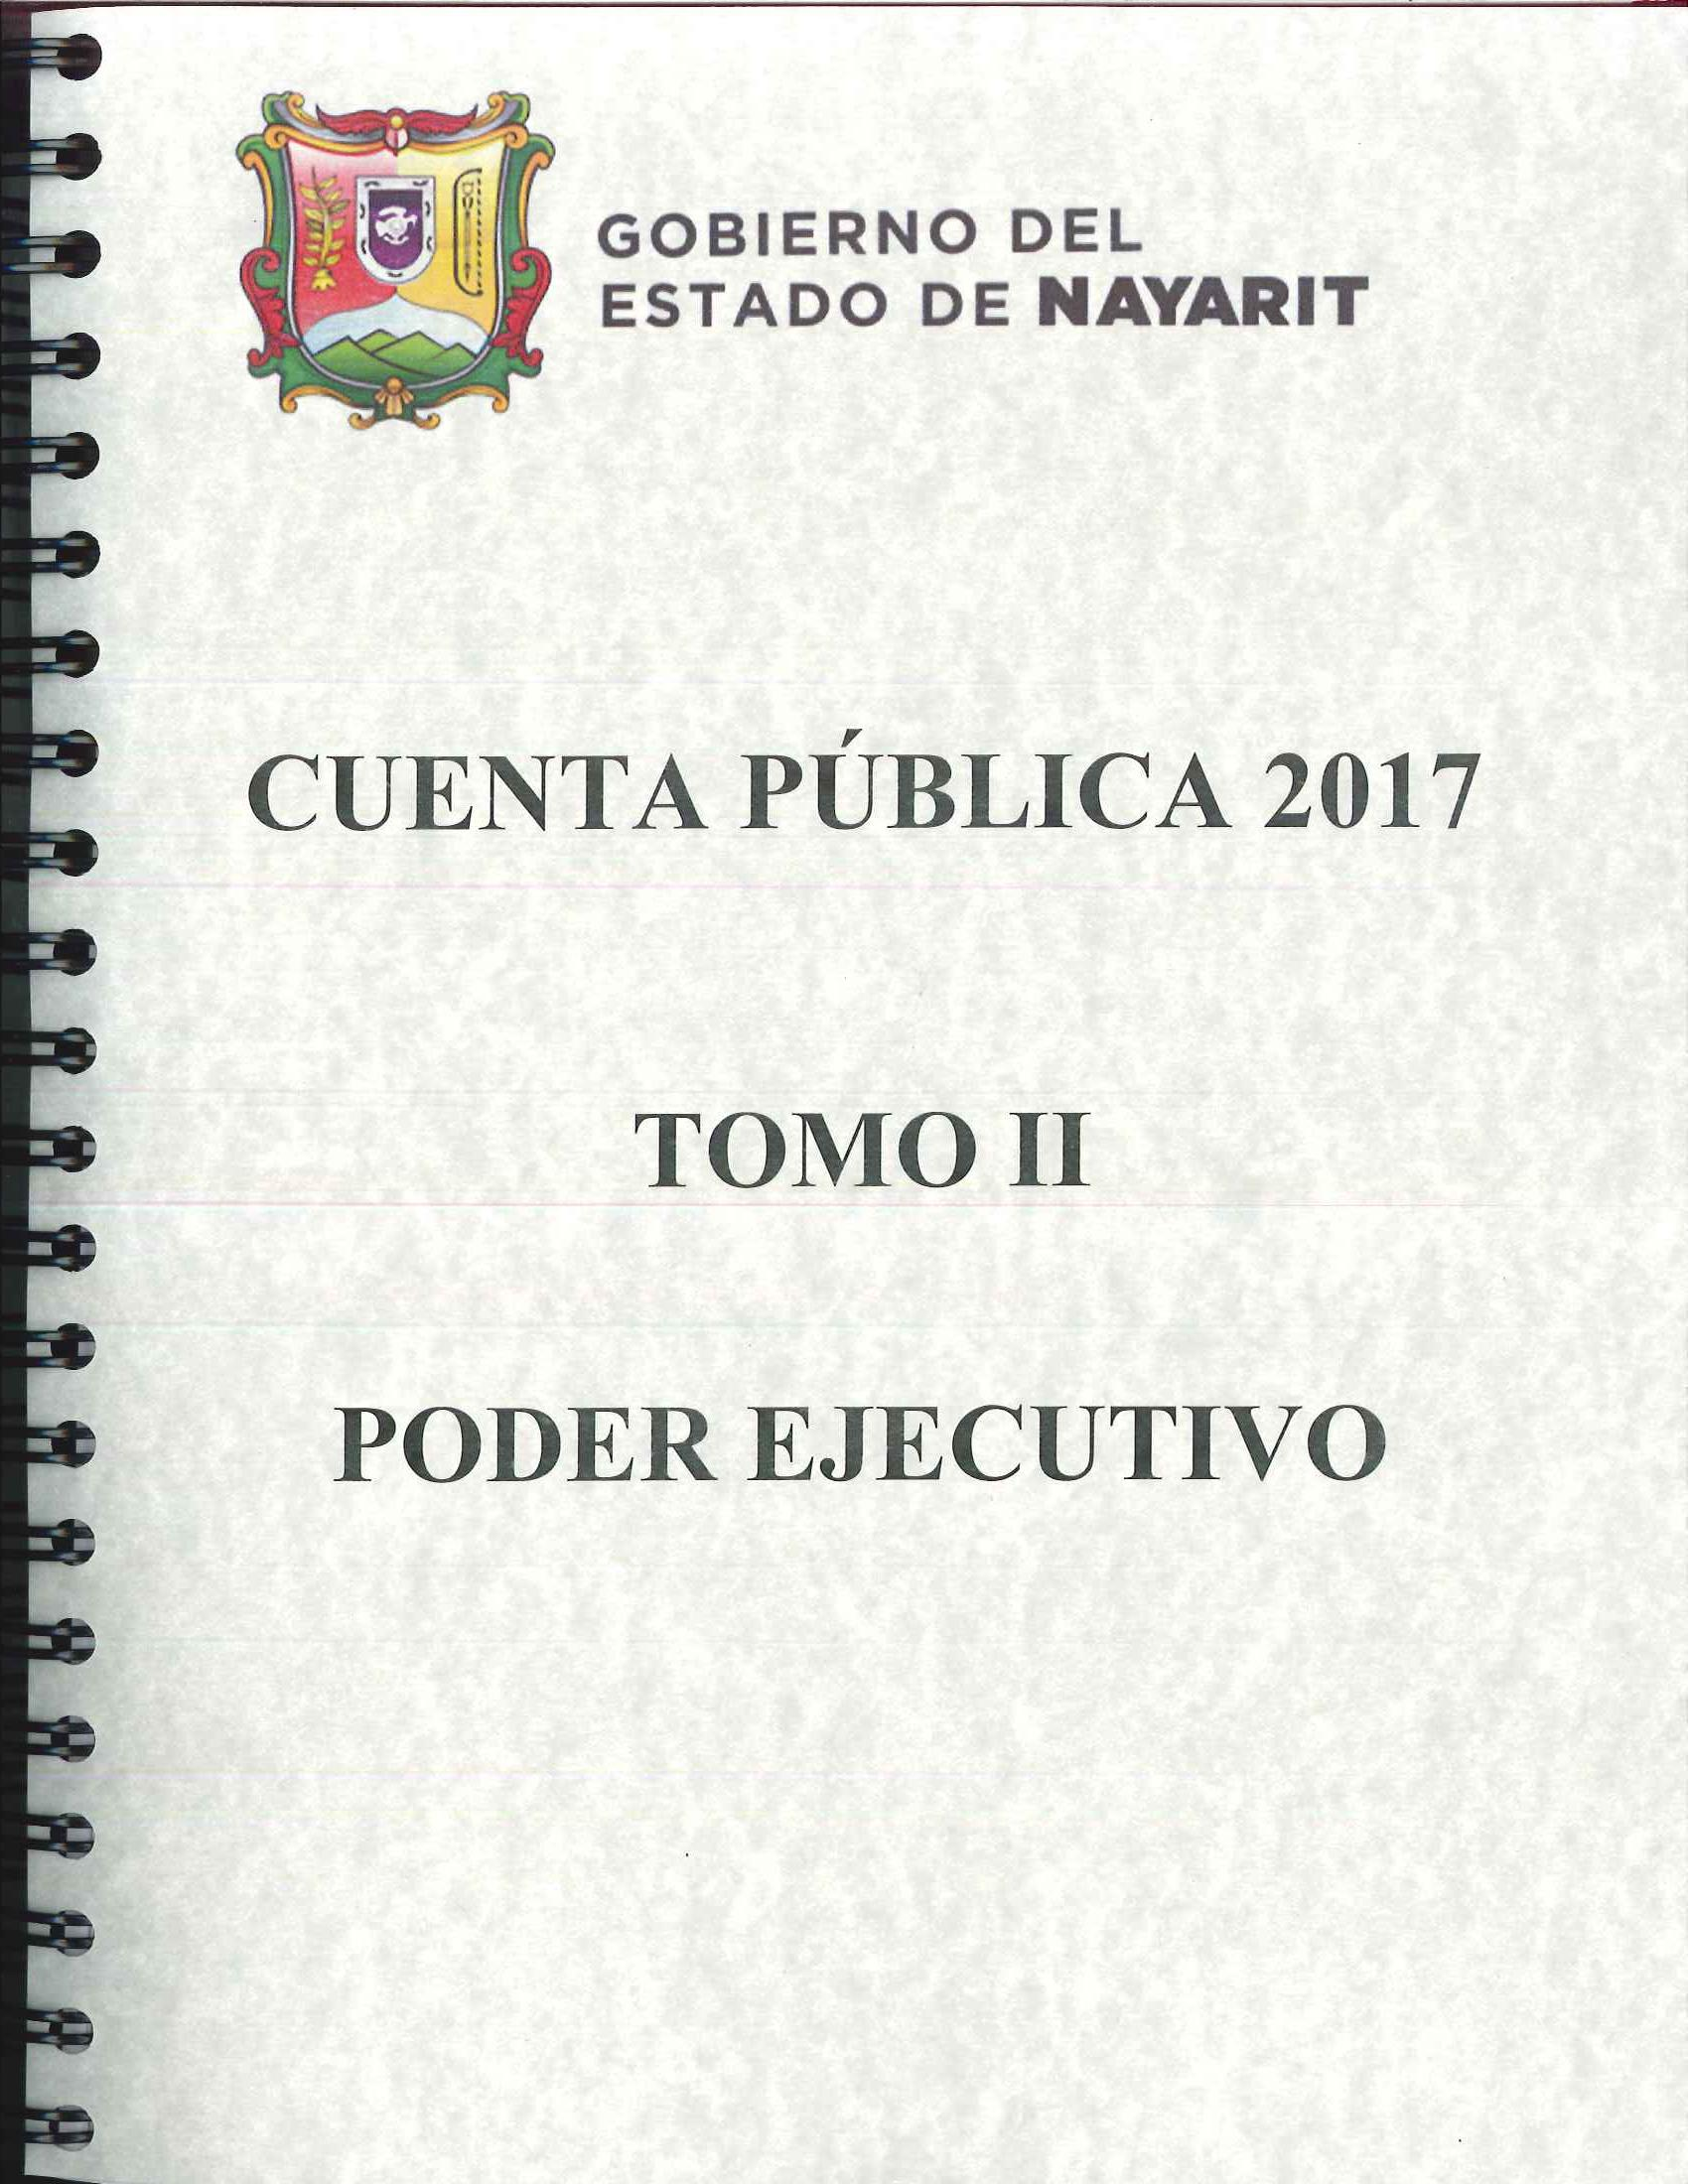 GOBIERNO DEL
ESTADO DE NAYARIT
CUENTA PÚBLICA 2017
TOMO II
PODER EJECUTIVO